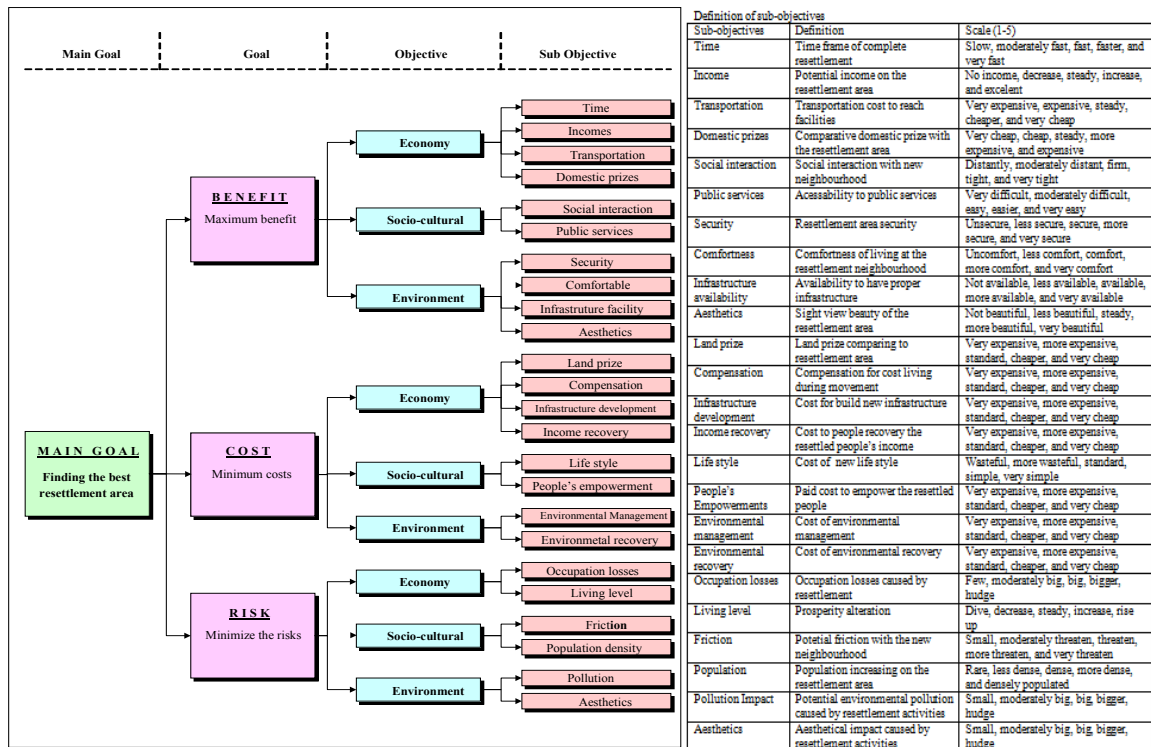 Main Goal
Goal
Objective
Sub Objective
MAIN GOAL
Finding the best
resettlement area
BENEFIT
Maximum benefit
Economy
Time
Incomes
Transportation
Domestic prizes
Socio-cultural
Social interaction
Public services
Environment
Security
Comfortable
Infrastruture facility
Aesthetics
COST
Minimum costs
Economy
Land prize
Compensation
Infrastructure development
Income recovery
Socio-cultural
Life style
People's empowerment
Environment
Environmental Management
Environmetal recovery
RISK
Minimize the risks
Economy
Occupation losses
Living level
Socio-cultural
Friction
Population density
Environment
Pollution
Aesthetics
Definition of sub-objectives
Sub-objectives Definition Scale (1-5)
Time Time frame of complete Slow, moderately fast, fast, faster, and
resettlement very fast
Income Potential income on the No income, decrease, steady, increase,
resettlement area and excelent
Transportation Transportation cost to reach Very expensive, expensive, steady,
facilities cheaper, and very cheap
Domestic prizes Comparative domestic prize with Very cheap, cheap, steady, more
the resettlement area expensive, and expensive
Social interaction Social interaction with new Distantly, moderately distant, firm,
neighbourhood tight, and very tight
Public services Acessability to public services Very difficult, moderately difficult,
easy, easier, and very easy
Security Resettlement area security Unsecure, less secure, secure, more
secure, and very secure
Comfortness Comfortness of living at the Uncomfort, less comfort, comfort,
resettlement neighbourhood more comfort, and very comfort
Infrastructure Availability to have proper Not available, less available, available,
availability infrastructure more available, and very available
Aesthetics Sight view beauty of the Not beautiful, less beautiful, steady,
resettlement area more beautiful, very beautiful
Land prize Land prize comparing to Very expensive, more expensive,
resettlement area standard, cheaper, and very cheap
Compensation Compensation for cost living Very expensive, more expensive,
during movement standard, cheaper, and very cheap
Infrastructure Cost for build new infrastructure Very expensive, more expensive,
development standard, cheaper, and very cheap
Income recovery Cost to people recovery the Very expensive, more expensive,
resettled people's income standard, cheaper, and very cheap
Life style Cost of new life style Wasteful, more wasteful, standard,
simple, very simple
People's Paid cost to empower the resettled Very expensive, more expensive,
Empowerments people standard, cheaper, and very cheap
Environmental Cost of environmental Very expensive, more expensive,
management management standard, cheaper, and very cheap
Environmental Cost of environmental recovery Very expensive, more expensive,
recovery standard, cheaper, and very cheap
Occupation losses Occupation losses caused by Few, moderately big, big, bigger,
resettlement hudge
Living level Prosperity alteration Dive, decrease, steady, increase, rise
up
Friction Potetial friction with the new Small, moderately threaten, threaten,
neighbourhood more threaten, and very threaten
Population Population increasing on the Rare, less dense, dense, more dense,
resettlement area and densely populated
Pollution Impact Potential environmental pollution Small, moderately big, big, bigger,
caused by resettlement activities hudge
Aesthetics Aesthetical impact caused by Small, moderately big, big, bigger,
resettlement activities hudge